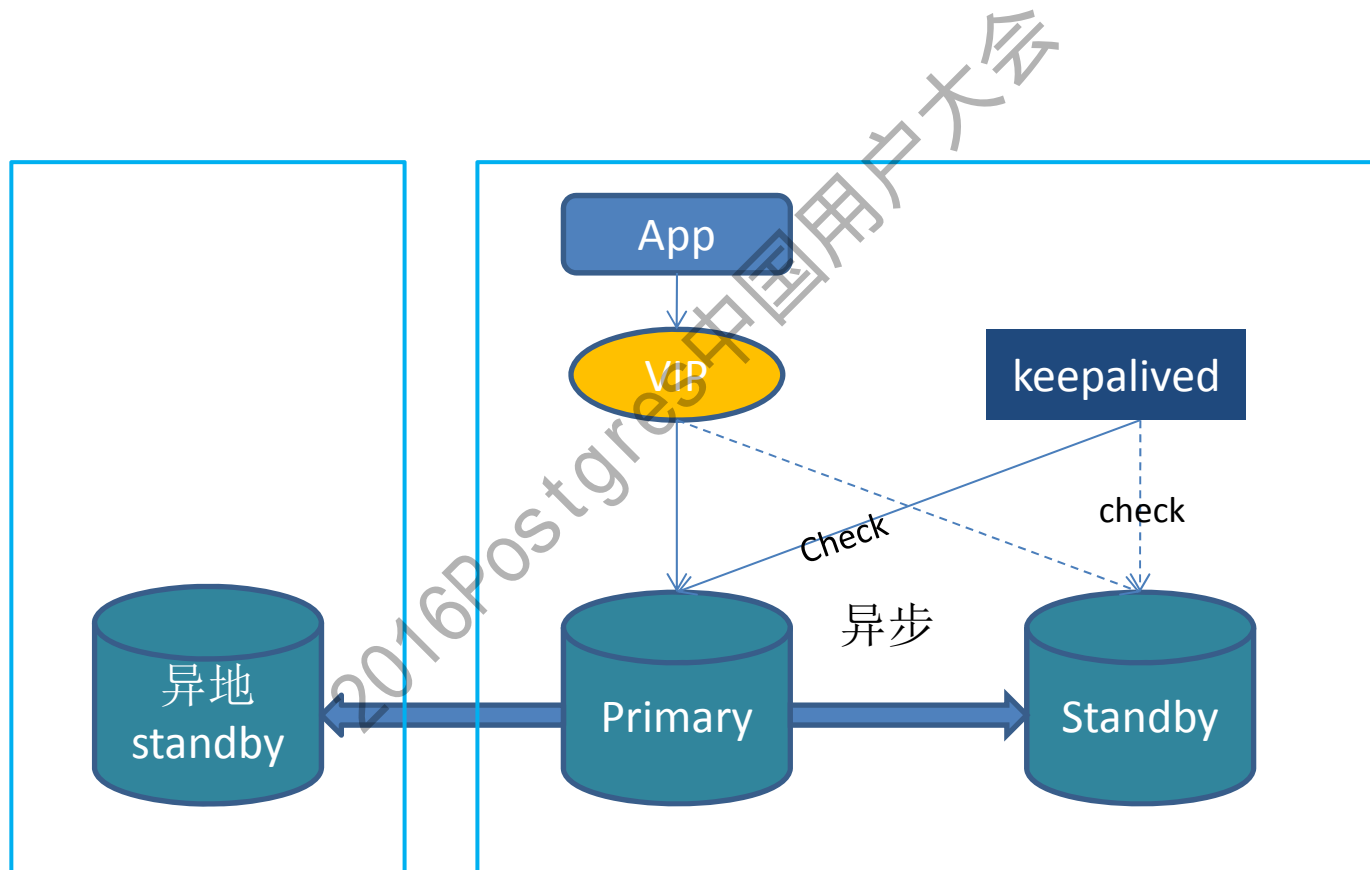 App
VIP
keepalived
Check
check
异步
异地
standby
Primary
Standby
2016Postgres中国用户大会